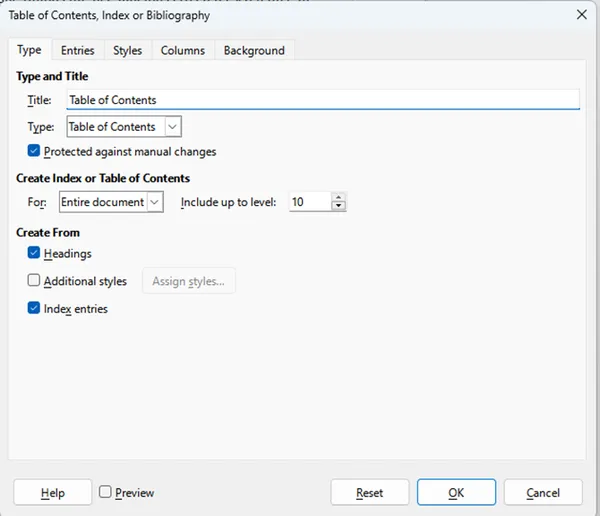 Table of Contents, Index or Bibliography
Type Entries Styles Columns Background
Type and Title
Title: Table of Contents
Type: Table of Contents
Protected against manual changes
Create Index or Table of Contents
For: Entire document Include up to level: 10
Create From
Headings
Additional styles Assign styles...
Index entries
Help Preview Reset OK Cancel